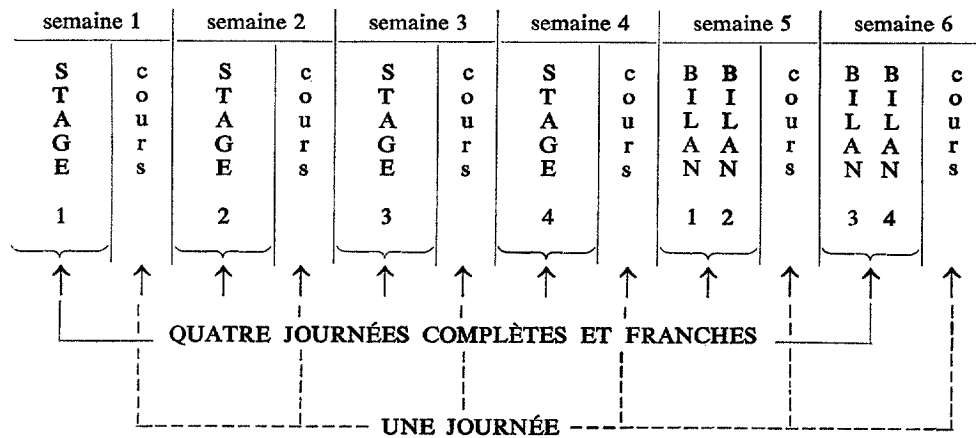 semaine 1 semaine 2 semaine 3 semaine 4 semaine 5 semaine 6
STAGE cours STAGE cours STAGE cours STAGE cours BILAN BILAN cours BILAN BILAN cours
1 2 3 4 1 2 3 4
QUATRE JOURNÉES COMPLÈTES ET FRANCHES
UNE JOURNÉE